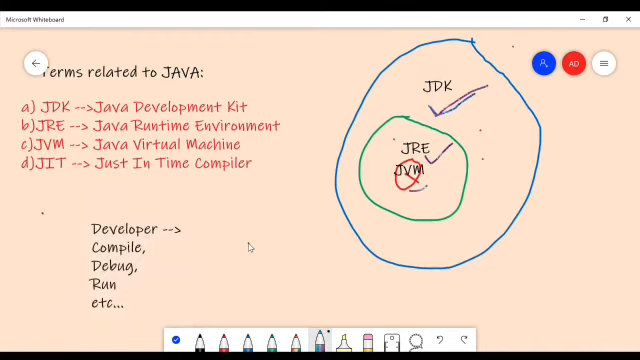 Microsoft Whiteboard
Terms related to JAVA:
a) JDK -->Java Development Kit
b)JRE --> Java Runtime Environment
c)JVM --> Java Virtual Machine
d)JIT --> Just In Time Compiler
Developer -->
Compile,
Debug,
Run
etc...
JDK
JRE
JVM
AD